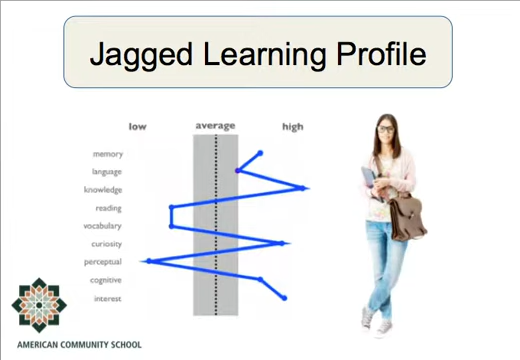 Jagged Learning Profile
low average high
memory
language
knowledge
reading
vocabulary
curiosity
perceptual
cognitive
interest
AMERICAN COMMUNITY SCHOOL